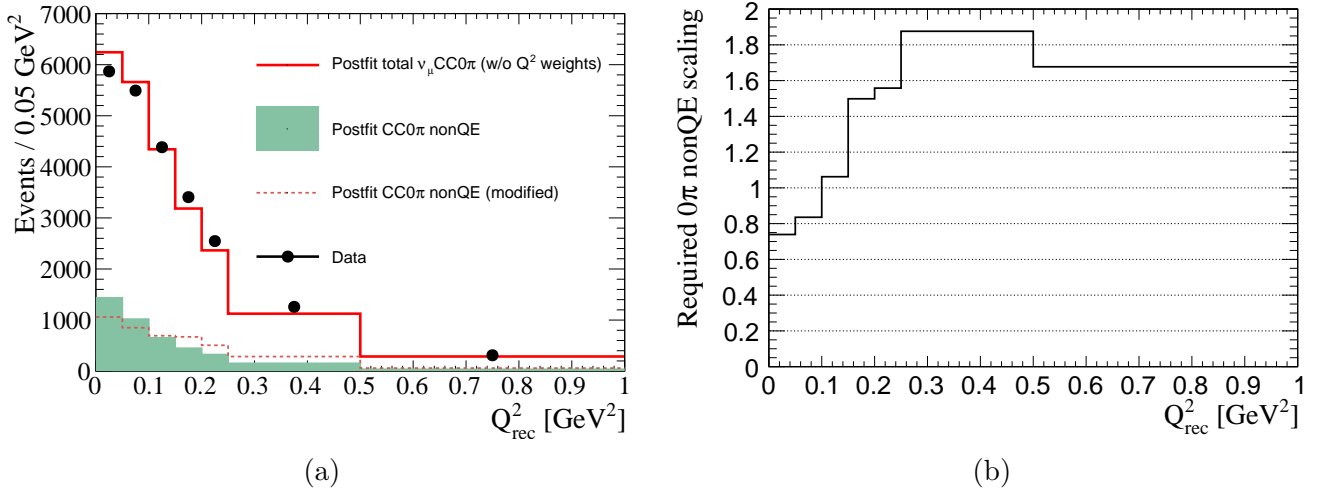 Events / 0.05 GeV²
7000
6000
5000
4000
3000
2000
1000
0
Postfit total νμCC0π (w/o Q² weights)
Postfit CC0π nonQE
Postfit CC0π nonQE (modified)
Data
0 0.1 0.2 0.3 0.4 0.5 0.6 0.7 0.8 0.9 1
Q²rec [GeV²]
(a)
Required 0π nonQE scaling
2
1.8
1.6
1.4
1.2
1
0.8
0.6
0.4
0.2
0
0 0.1 0.2 0.3 0.4 0.5 0.6 0.7 0.8 0.9 1
Q²rec [GeV²]
(b)